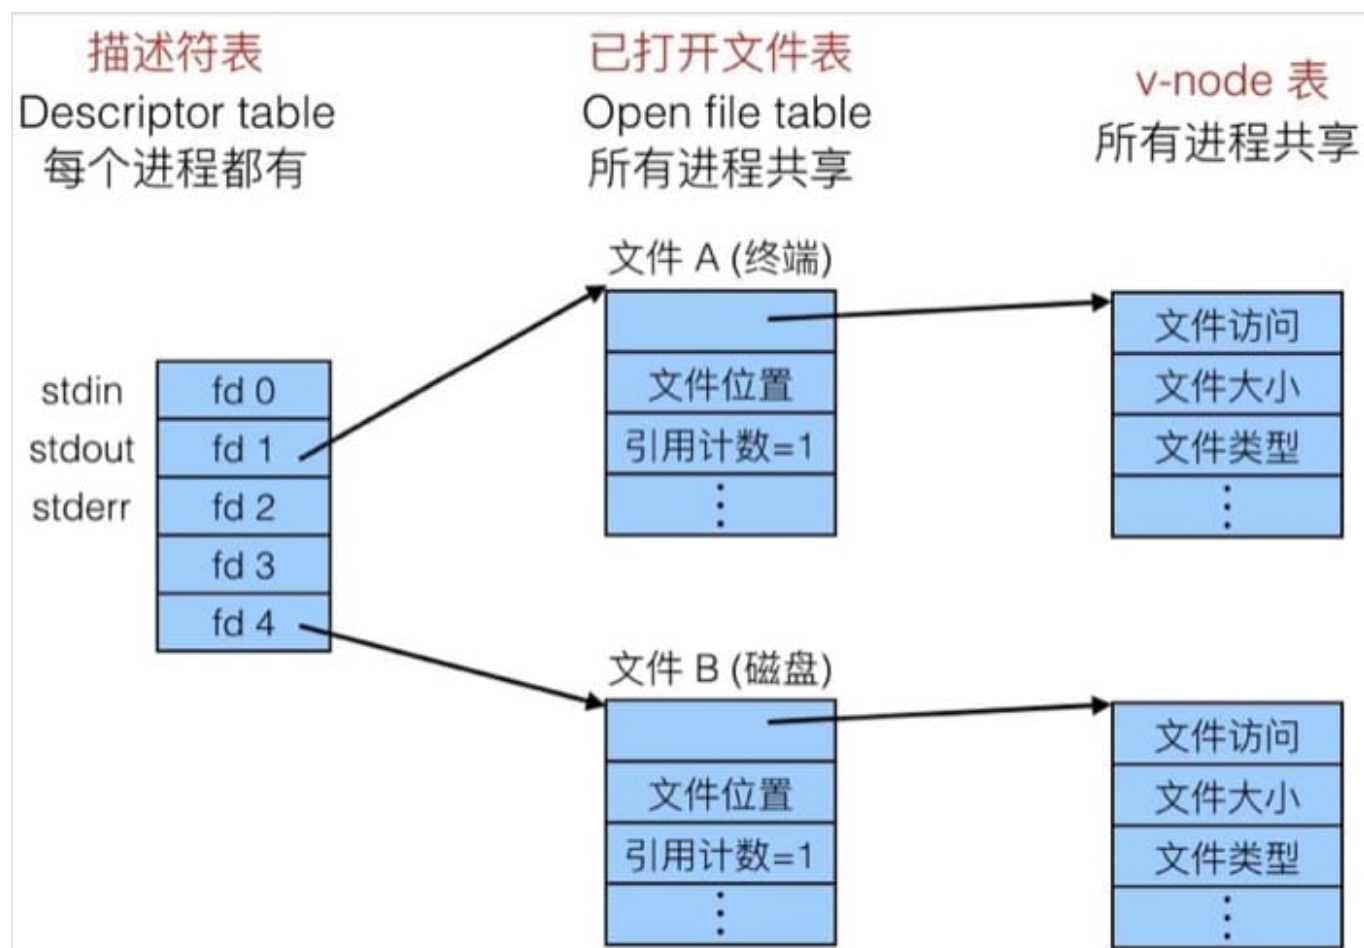 描述符表
Descriptor table
每个进程都有
已打开文件表
Open file table
所有进程共享
v-node 表
所有进程共享
stdin
fd 0
stdout
fd 1
stderr
fd 2
fd 3
fd 4
文件 A (终端)
文件位置
引用计数=1
⋮
文件访问
文件大小
文件类型
⋮
文件 B (磁盘)
文件位置
引用计数=1
⋮
文件访问
文件大小
文件类型
⋮